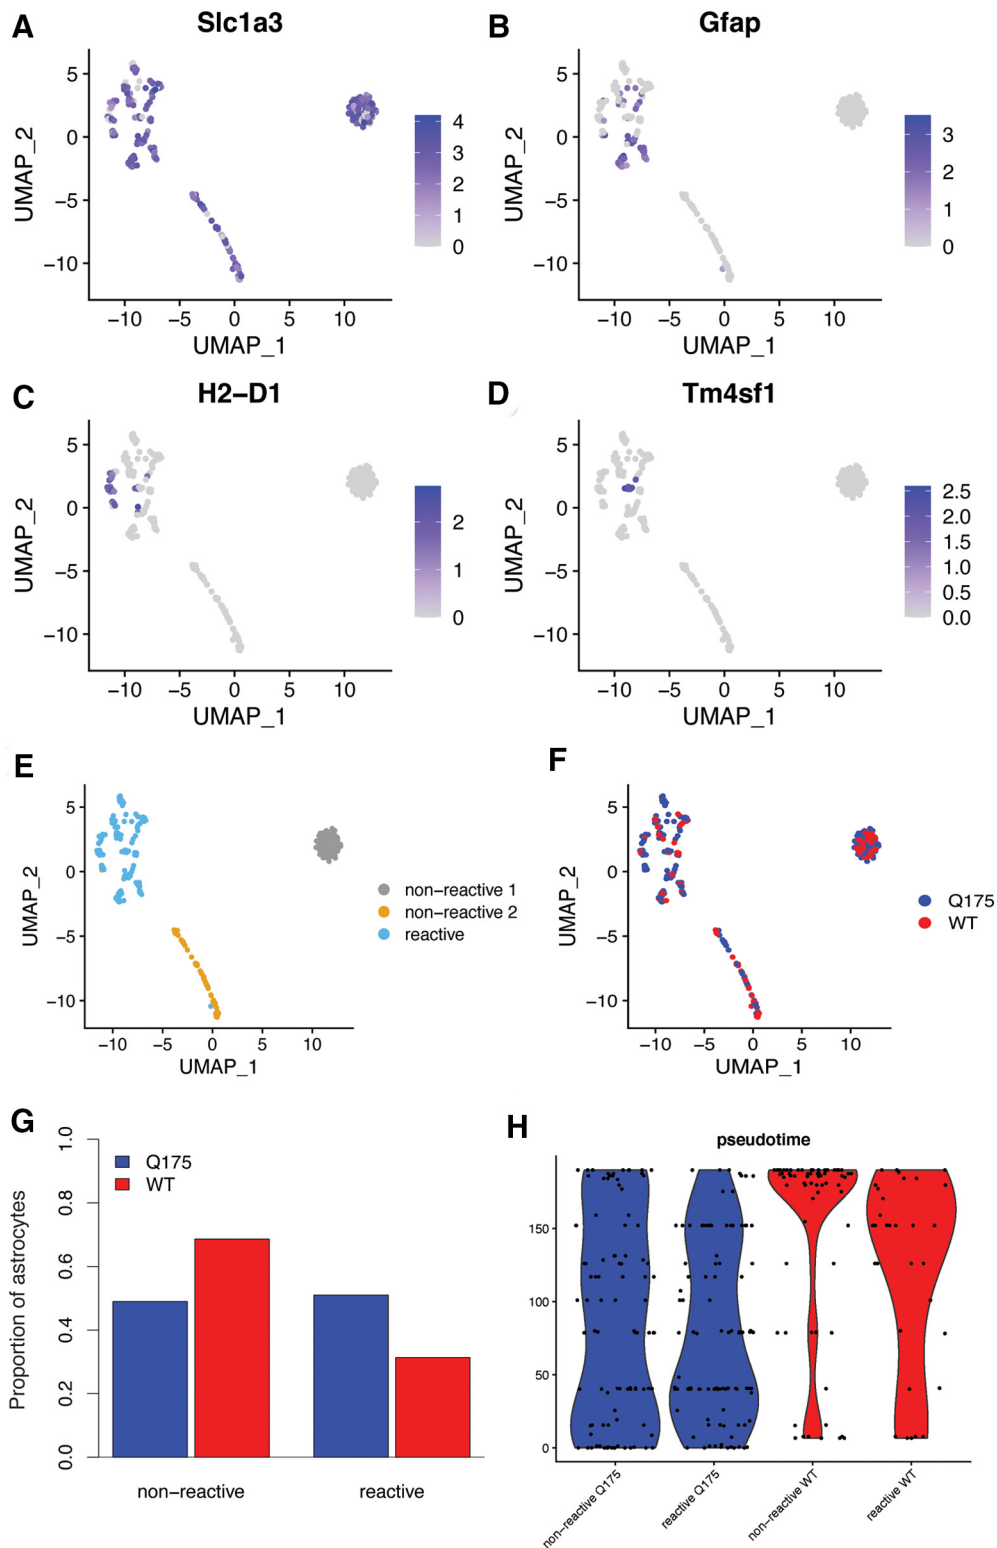 A
Slc1a3
UMAP_2
5
0
−5
−10
−10 −5 0 5 10
UMAP_1
4
3
2
1
0
B
Gfap
UMAP_2
5
0
−5
−10
−10 −5 0 5 10
UMAP_1
3
2
1
0
C
H2−D1
UMAP_2
5
0
−5
−10
−10 −5 0 5 10
UMAP_1
2
1
0
D
Tm4sf1
UMAP_2
5
0
−5
−10
−10 −5 0 5 10
UMAP_1
2.5
2.0
1.5
1.0
0.5
0.0
E
UMAP_2
5
0
−5
−10
−10 −5 0 5 10
UMAP_1
non−reactive 1
non−reactive 2
reactive
F
UMAP_2
5
0
−5
−10
−10 −5 0 5 10
UMAP_1
Q175
WT
G
Proportion of astrocytes
1.0
0.8
0.6
0.4
0.2
0.0
Q175
WT
non−reactive
reactive
H
pseudotime
150
100
50
0
non−reactive Q175
reactive Q175
non−reactive WT
reactive WT